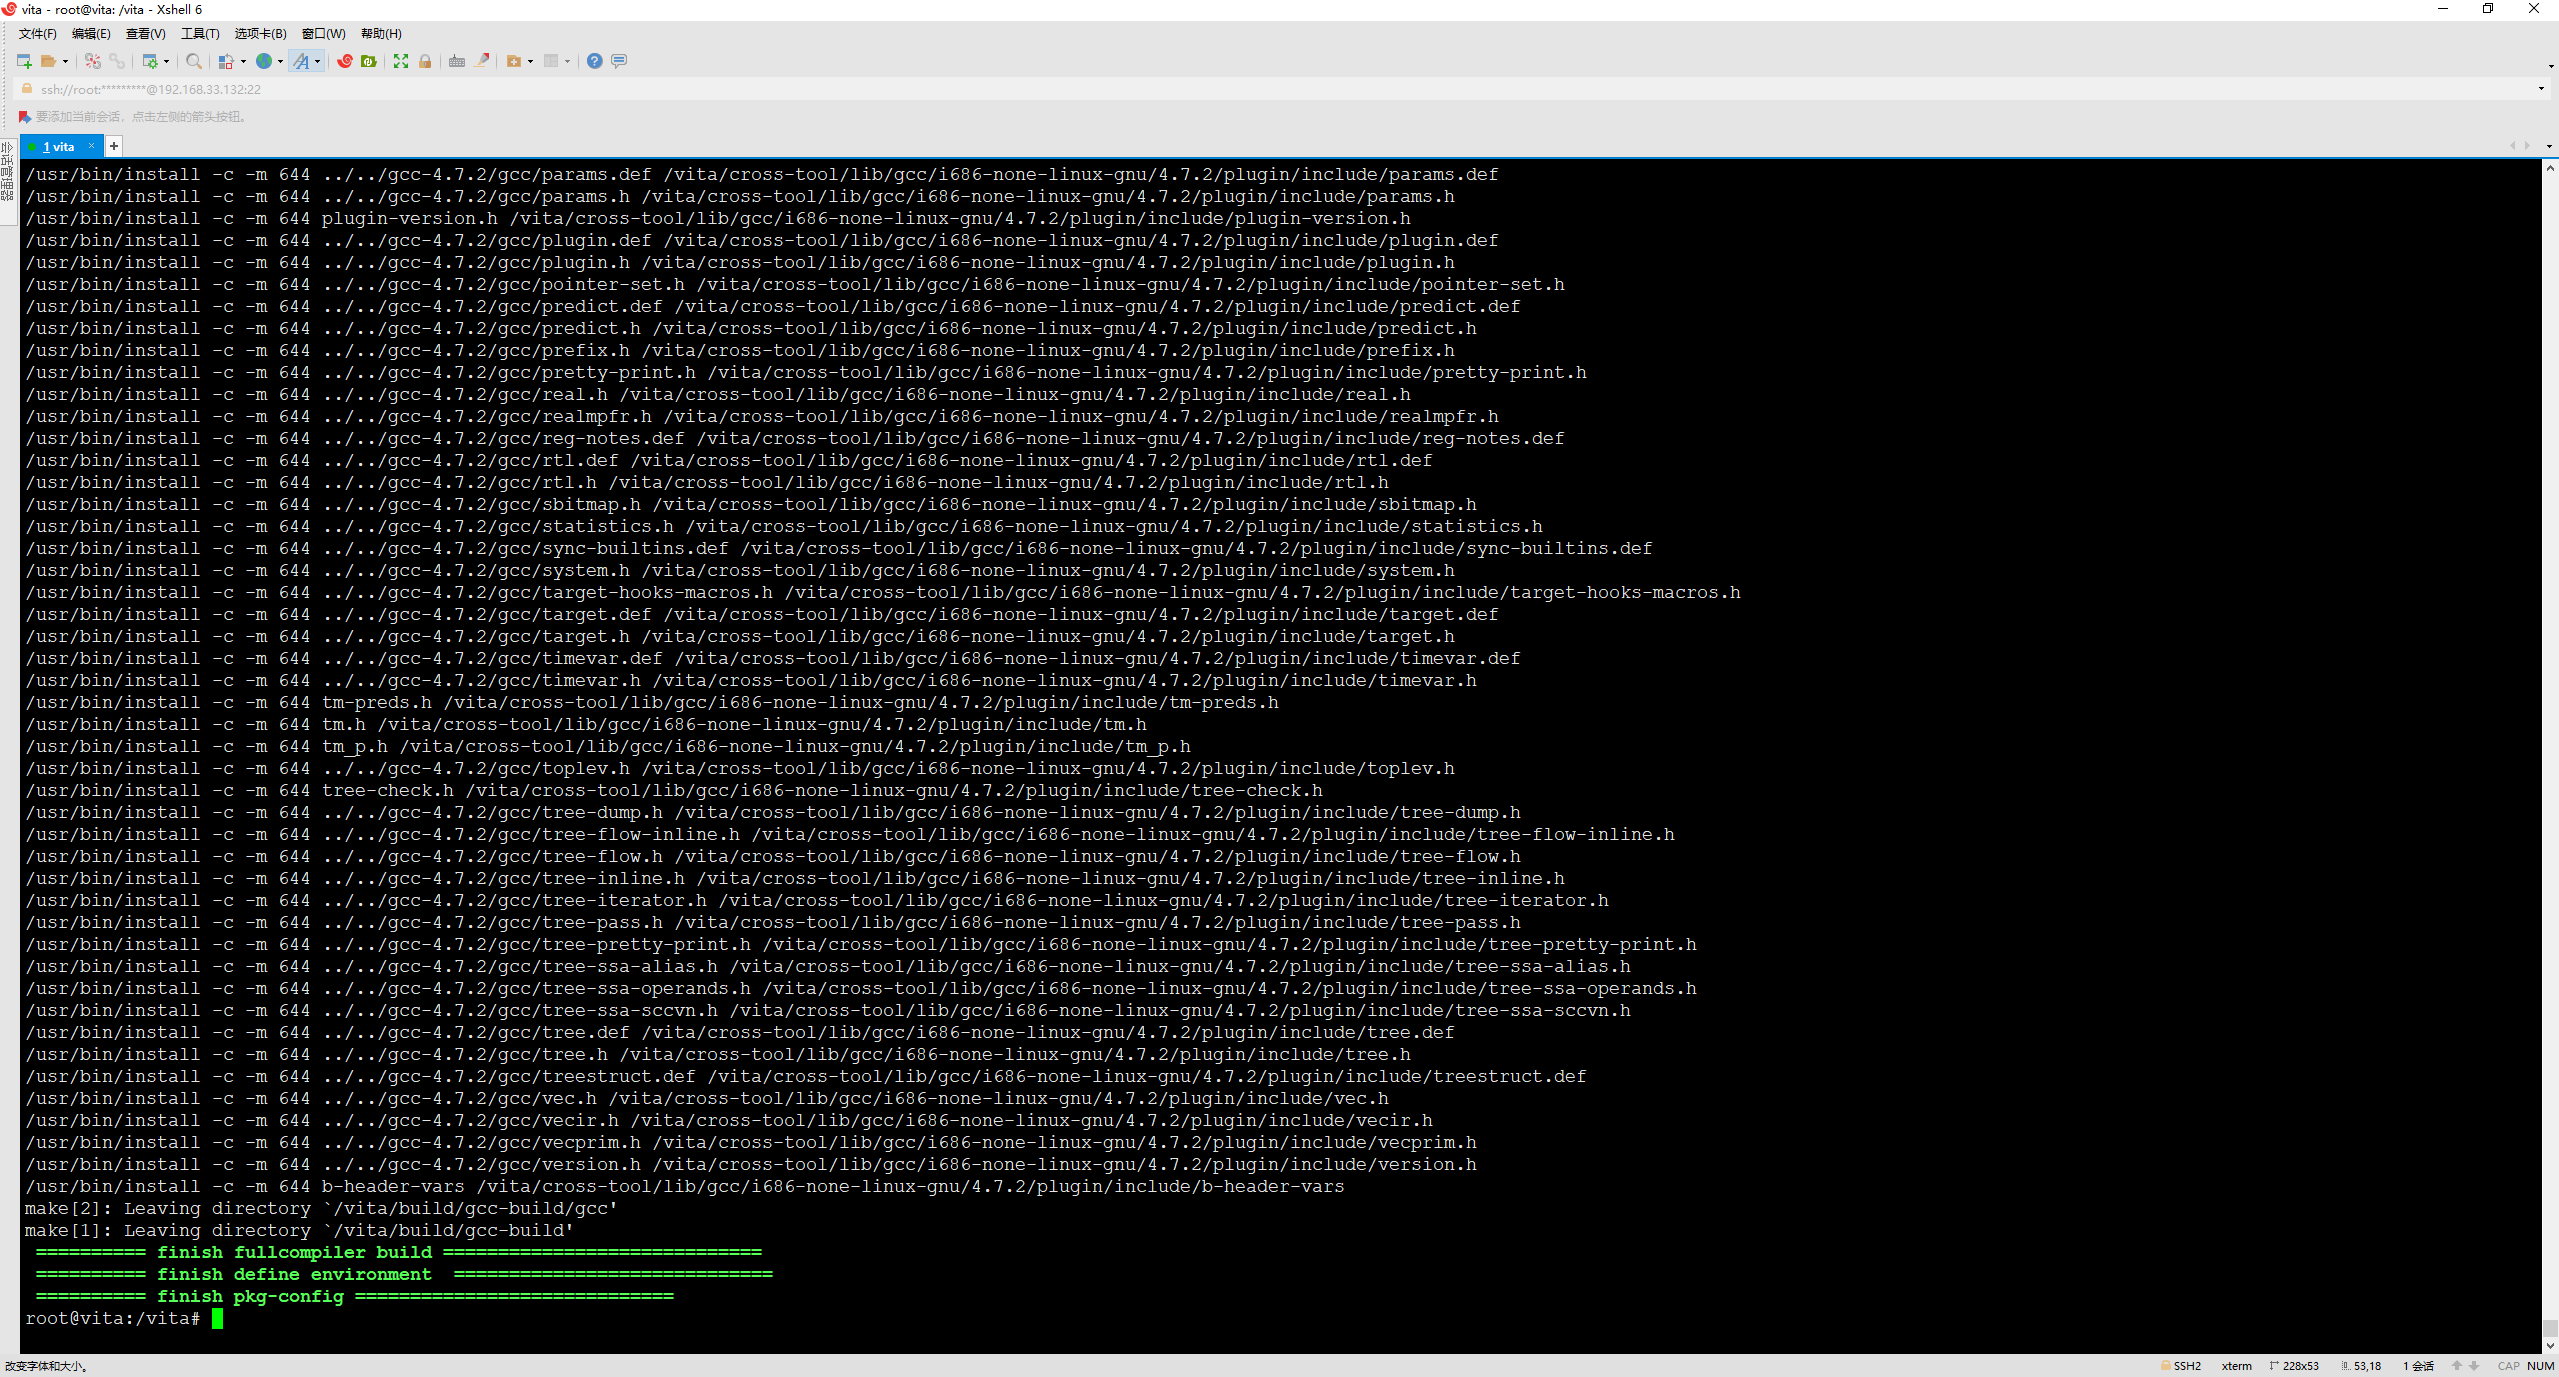 vita - root@vita: /vita - Xshell 6
文件(F) 编辑(E) 查看(V) 工具(T) 选项卡(B) 窗口(W) 帮助(H)
ssh://root:*********@192.168.33.132:22
要添加当前会话，点击左侧的箭头按钮。
会话管理器
1 vita × +
/usr/bin/install -c -m 644 ../../gcc-4.7.2/gcc/params.def /vita/cross-tool/lib/gcc/i686-none-linux-gnu/4.7.2/plugin/include/params.def
/usr/bin/install -c -m 644 ../../gcc-4.7.2/gcc/params.h /vita/cross-tool/lib/gcc/i686-none-linux-gnu/4.7.2/plugin/include/params.h
/usr/bin/install -c -m 644 plugin-version.h /vita/cross-tool/lib/gcc/i686-none-linux-gnu/4.7.2/plugin/include/plugin-version.h
/usr/bin/install -c -m 644 ../../gcc-4.7.2/gcc/plugin.def /vita/cross-tool/lib/gcc/i686-none-linux-gnu/4.7.2/plugin/include/plugin.def
/usr/bin/install -c -m 644 ../../gcc-4.7.2/gcc/plugin.h /vita/cross-tool/lib/gcc/i686-none-linux-gnu/4.7.2/plugin/include/plugin.h
/usr/bin/install -c -m 644 ../../gcc-4.7.2/gcc/pointer-set.h /vita/cross-tool/lib/gcc/i686-none-linux-gnu/4.7.2/plugin/include/pointer-set.h
/usr/bin/install -c -m 644 ../../gcc-4.7.2/gcc/predict.def /vita/cross-tool/lib/gcc/i686-none-linux-gnu/4.7.2/plugin/include/predict.def
/usr/bin/install -c -m 644 ../../gcc-4.7.2/gcc/predict.h /vita/cross-tool/lib/gcc/i686-none-linux-gnu/4.7.2/plugin/include/predict.h
/usr/bin/install -c -m 644 ../../gcc-4.7.2/gcc/prefix.h /vita/cross-tool/lib/gcc/i686-none-linux-gnu/4.7.2/plugin/include/prefix.h
/usr/bin/install -c -m 644 ../../gcc-4.7.2/gcc/pretty-print.h /vita/cross-tool/lib/gcc/i686-none-linux-gnu/4.7.2/plugin/include/pretty-print.h
/usr/bin/install -c -m 644 ../../gcc-4.7.2/gcc/real.h /vita/cross-tool/lib/gcc/i686-none-linux-gnu/4.7.2/plugin/include/real.h
/usr/bin/install -c -m 644 ../../gcc-4.7.2/gcc/realmpfr.h /vita/cross-tool/lib/gcc/i686-none-linux-gnu/4.7.2/plugin/include/realmpfr.h
/usr/bin/install -c -m 644 ../../gcc-4.7.2/gcc/reg-notes.def /vita/cross-tool/lib/gcc/i686-none-linux-gnu/4.7.2/plugin/include/reg-notes.def
/usr/bin/install -c -m 644 ../../gcc-4.7.2/gcc/rtl.def /vita/cross-tool/lib/gcc/i686-none-linux-gnu/4.7.2/plugin/include/rtl.def
/usr/bin/install -c -m 644 ../../gcc-4.7.2/gcc/rtl.h /vita/cross-tool/lib/gcc/i686-none-linux-gnu/4.7.2/plugin/include/rtl.h
/usr/bin/install -c -m 644 ../../gcc-4.7.2/gcc/sbitmap.h /vita/cross-tool/lib/gcc/i686-none-linux-gnu/4.7.2/plugin/include/sbitmap.h
/usr/bin/install -c -m 644 ../../gcc-4.7.2/gcc/statistics.h /vita/cross-tool/lib/gcc/i686-none-linux-gnu/4.7.2/plugin/include/statistics.h
/usr/bin/install -c -m 644 ../../gcc-4.7.2/gcc/sync-builtins.def /vita/cross-tool/lib/gcc/i686-none-linux-gnu/4.7.2/plugin/include/sync-builtins.def
/usr/bin/install -c -m 644 ../../gcc-4.7.2/gcc/system.h /vita/cross-tool/lib/gcc/i686-none-linux-gnu/4.7.2/plugin/include/system.h
/usr/bin/install -c -m 644 ../../gcc-4.7.2/gcc/target-hooks-macros.h /vita/cross-tool/lib/gcc/i686-none-linux-gnu/4.7.2/plugin/include/target-hooks-macros.h
/usr/bin/install -c -m 644 ../../gcc-4.7.2/gcc/target.def /vita/cross-tool/lib/gcc/i686-none-linux-gnu/4.7.2/plugin/include/target.def
/usr/bin/install -c -m 644 ../../gcc-4.7.2/gcc/target.h /vita/cross-tool/lib/gcc/i686-none-linux-gnu/4.7.2/plugin/include/target.h
/usr/bin/install -c -m 644 ../../gcc-4.7.2/gcc/timevar.def /vita/cross-tool/lib/gcc/i686-none-linux-gnu/4.7.2/plugin/include/timevar.def
/usr/bin/install -c -m 644 ../../gcc-4.7.2/gcc/timevar.h /vita/cross-tool/lib/gcc/i686-none-linux-gnu/4.7.2/plugin/include/timevar.h
/usr/bin/install -c -m 644 tm-preds.h /vita/cross-tool/lib/gcc/i686-none-linux-gnu/4.7.2/plugin/include/tm-preds.h
/usr/bin/install -c -m 644 tm.h /vita/cross-tool/lib/gcc/i686-none-linux-gnu/4.7.2/plugin/include/tm.h
/usr/bin/install -c -m 644 tm_p.h /vita/cross-tool/lib/gcc/i686-none-linux-gnu/4.7.2/plugin/include/tm_p.h
/usr/bin/install -c -m 644 ../../gcc-4.7.2/gcc/toplev.h /vita/cross-tool/lib/gcc/i686-none-linux-gnu/4.7.2/plugin/include/toplev.h
/usr/bin/install -c -m 644 tree-check.h /vita/cross-tool/lib/gcc/i686-none-linux-gnu/4.7.2/plugin/include/tree-check.h
/usr/bin/install -c -m 644 ../../gcc-4.7.2/gcc/tree-dump.h /vita/cross-tool/lib/gcc/i686-none-linux-gnu/4.7.2/plugin/include/tree-dump.h
/usr/bin/install -c -m 644 ../../gcc-4.7.2/gcc/tree-flow-inline.h /vita/cross-tool/lib/gcc/i686-none-linux-gnu/4.7.2/plugin/include/tree-flow-inline.h
/usr/bin/install -c -m 644 ../../gcc-4.7.2/gcc/tree-flow.h /vita/cross-tool/lib/gcc/i686-none-linux-gnu/4.7.2/plugin/include/tree-flow.h
/usr/bin/install -c -m 644 ../../gcc-4.7.2/gcc/tree-inline.h /vita/cross-tool/lib/gcc/i686-none-linux-gnu/4.7.2/plugin/include/tree-inline.h
/usr/bin/install -c -m 644 ../../gcc-4.7.2/gcc/tree-iterator.h /vita/cross-tool/lib/gcc/i686-none-linux-gnu/4.7.2/plugin/include/tree-iterator.h
/usr/bin/install -c -m 644 ../../gcc-4.7.2/gcc/tree-pass.h /vita/cross-tool/lib/gcc/i686-none-linux-gnu/4.7.2/plugin/include/tree-pass.h
/usr/bin/install -c -m 644 ../../gcc-4.7.2/gcc/tree-pretty-print.h /vita/cross-tool/lib/gcc/i686-none-linux-gnu/4.7.2/plugin/include/tree-pretty-print.h
/usr/bin/install -c -m 644 ../../gcc-4.7.2/gcc/tree-ssa-alias.h /vita/cross-tool/lib/gcc/i686-none-linux-gnu/4.7.2/plugin/include/tree-ssa-alias.h
/usr/bin/install -c -m 644 ../../gcc-4.7.2/gcc/tree-ssa-operands.h /vita/cross-tool/lib/gcc/i686-none-linux-gnu/4.7.2/plugin/include/tree-ssa-operands.h
/usr/bin/install -c -m 644 ../../gcc-4.7.2/gcc/tree-ssa-sccvn.h /vita/cross-tool/lib/gcc/i686-none-linux-gnu/4.7.2/plugin/include/tree-ssa-sccvn.h
/usr/bin/install -c -m 644 ../../gcc-4.7.2/gcc/tree.def /vita/cross-tool/lib/gcc/i686-none-linux-gnu/4.7.2/plugin/include/tree.def
/usr/bin/install -c -m 644 ../../gcc-4.7.2/gcc/tree.h /vita/cross-tool/lib/gcc/i686-none-linux-gnu/4.7.2/plugin/include/tree.h
/usr/bin/install -c -m 644 ../../gcc-4.7.2/gcc/treestruct.def /vita/cross-tool/lib/gcc/i686-none-linux-gnu/4.7.2/plugin/include/treestruct.def
/usr/bin/install -c -m 644 ../../gcc-4.7.2/gcc/vec.h /vita/cross-tool/lib/gcc/i686-none-linux-gnu/4.7.2/plugin/include/vec.h
/usr/bin/install -c -m 644 ../../gcc-4.7.2/gcc/vecir.h /vita/cross-tool/lib/gcc/i686-none-linux-gnu/4.7.2/plugin/include/vecir.h
/usr/bin/install -c -m 644 ../../gcc-4.7.2/gcc/vecprim.h /vita/cross-tool/lib/gcc/i686-none-linux-gnu/4.7.2/plugin/include/vecprim.h
/usr/bin/install -c -m 644 ../../gcc-4.7.2/gcc/version.h /vita/cross-tool/lib/gcc/i686-none-linux-gnu/4.7.2/plugin/include/version.h
/usr/bin/install -c -m 644 b-header-vars /vita/cross-tool/lib/gcc/i686-none-linux-gnu/4.7.2/plugin/include/b-header-vars
make[2]: Leaving directory `/vita/build/gcc-build/gcc'
make[1]: Leaving directory `/vita/build/gcc-build'
========== finish fullcompiler build =============================
========== finish define environment  =============================
========== finish pkg-config =============================
root@vita:/vita#
改变字体和大小。 SSH2 xterm 228x53 53,18 1 会话 CAP NUM